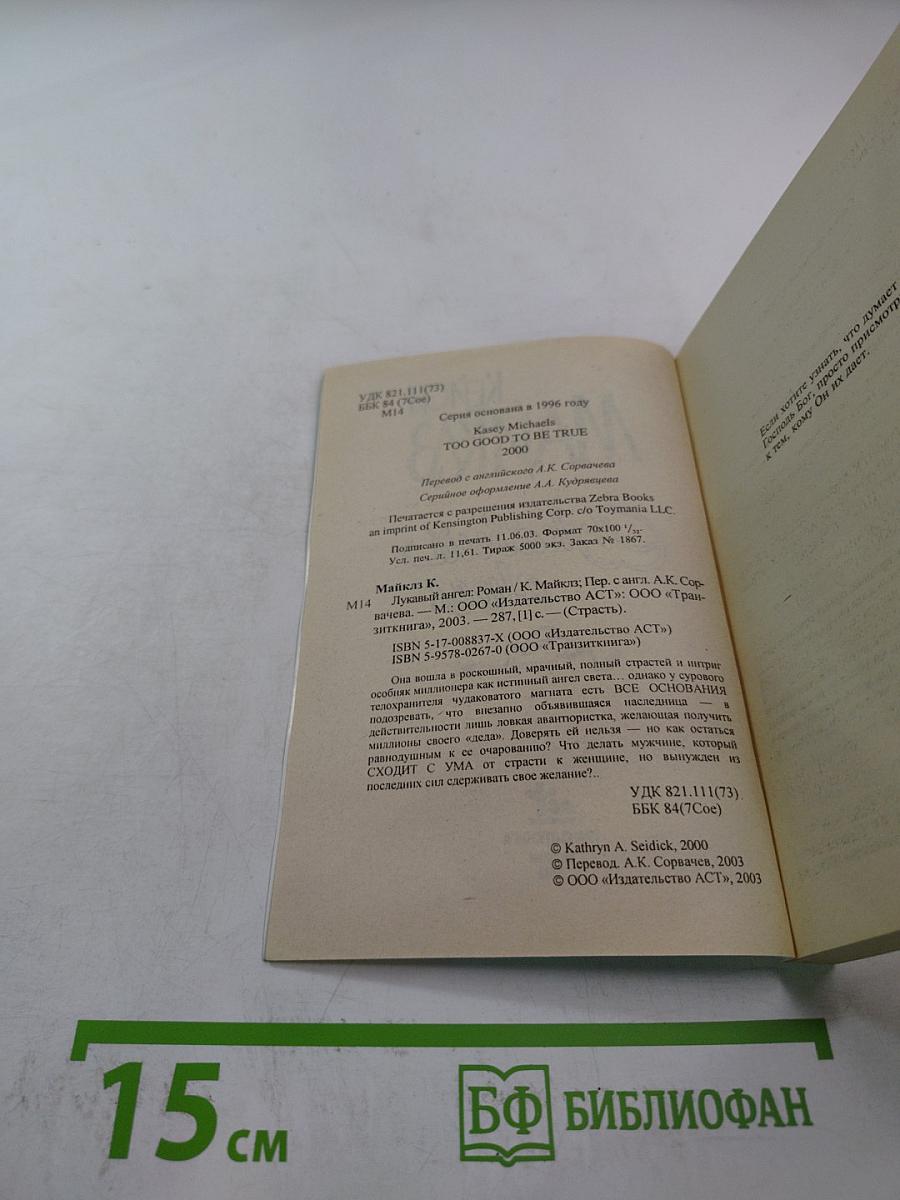 УДК 821.111(73)
ББК 84 (7Сое)
М14
Серия основана в 1996 году
Kasey Michaels
TOO GOOD TO BE TRUE
2000
Перевод с английского А.К. Сорвачева
Серийное оформление А.А. Кудрявцева
Печатается с разрешения издательства Zebra Books
an imprint of Kensington Publishing Corp. c/o Toymania LLC.
Подписано в печать 11.06.03. Формат 70x100 1/32.
Усл. печ. л. 11,61. Тираж 5000 экз. Заказ № 1867.
Майклз К.
М14 Лукавый ангел: Роман / К. Майклз; Пер. с англ. А.К. Сор-
вачева. — М.: ООО «Издательство АСТ»: ООО «Тран-
зиткнига», 2003. — 287, [1] с. — (Страсть).
ISBN 5-17-008837-X (ООО «Издательство АСТ»)
ISBN 5-9578-0267-0 (ООО «Транзиткнига»)
Она вошла в роскошный, мрачный, полный страстей и интриг
особняк миллионера как истинный ангел света... однако у сурового
телохранителя чудаковатого магната есть ВСЕ ОСНОВАНИЯ
подозревать, что внезапно объявившаяся наследница — в
действительности лишь ловкая авантюристка, желающая получить
миллионы своего «деда». Доверять ей нельзя — но как остаться
равнодушным к ее очарованию? Что делать мужчине, который
СХОДИТ С УМА от страсти к женщине, но вынужден из
последних сил сдерживать свое желание?..
УДК 821.111(73)
ББК 84(7Сое)
© Kathryn A. Seidick, 2000
© Перевод. А.К. Сорвачев, 2003
© ООО «Издательство АСТ», 2003
Если хотите узнать, что думает
Господь Бог, просто присмотр
к тем, кому Он их даст.
15 см
БФ БИБЛИОФАН